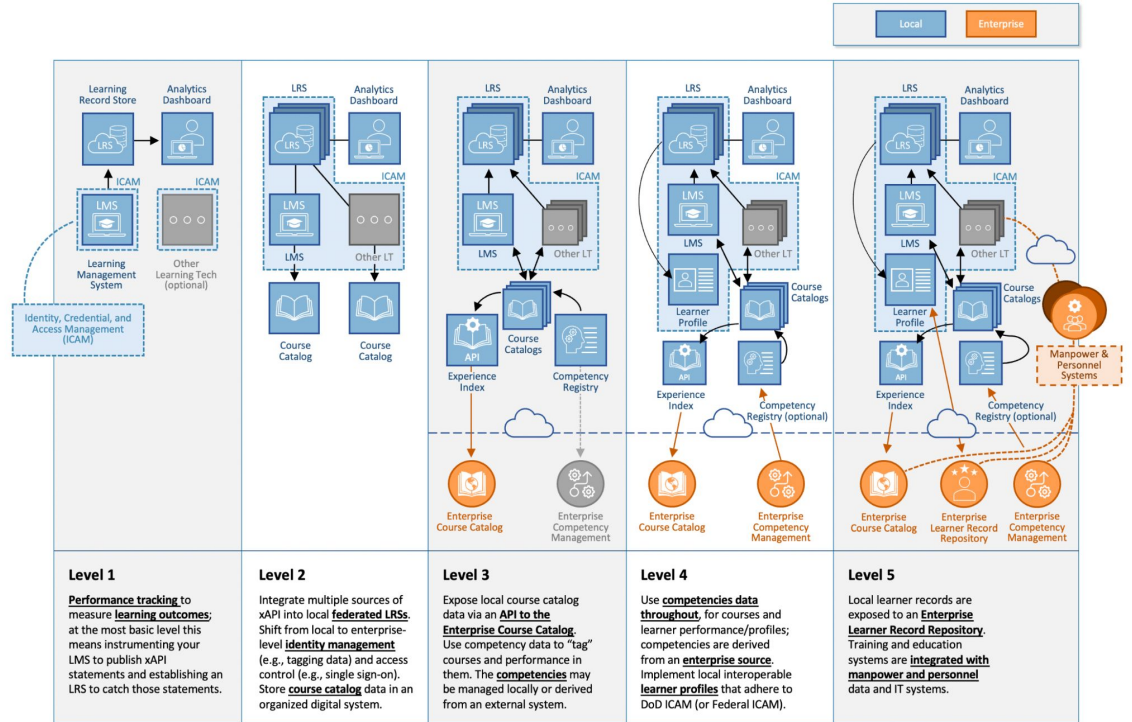 Local
Enterprise
Learning
Record Store
Analytics
Dashboard
LRS
ICAM
ICAM
LMS
Learning
Management
System
Other
Learning Tech
(optional)
Identity, Credential, and
Access Management
(ICAM)
LRS
Analytics
Dashboard
LRS
ICAM
LMS
LMS
Other LT
Course
Catalog
Course
Catalog
LRS
Analytics
Dashboard
LRS
ICAM
LMS
LMS
Other LT
API
Course
Catalogs
Experience
Index
Competency
Registry
Enterprise
Course Catalog
Enterprise
Competency
Management
LRS
Analytics
Dashboard
LRS
ICAM
LMS
LMS
Other LT
Course
Catalogs
Learner
Profile
API
Experience
Index
Competency
Registry (optional)
Enterprise
Course Catalog
Enterprise
Competency
Management
LRS
Analytics
Dashboard
LRS
ICAM
LMS
LMS
Other LT
Course
Catalogs
Learner
Profile
Manpower &
Personnel
Systems
API
Experience
Index
Competency
Registry (optional)
Enterprise
Course Catalog
Enterprise
Learner Record
Repository
Enterprise
Competency
Management
Level 1
Performance tracking to
measure learning outcomes;
at the most basic level this
means instrumenting your
LMS to publish xAPI
statements and establishing an
LRS to catch those statements.
Level 2
Integrate multiple sources of
xAPI into local federated LRSs.
Shift from local to enterprise-
level identity management
(e.g., tagging data) and access
control (e.g., single sign-on).
Store course catalog data in an
organized digital system.
Level 3
Expose local course catalog
data via an API to the
Enterprise Course Catalog.
Use competency data to “tag”
courses and performance in
them. The competencies may
be managed locally or derived
from an external system.
Level 4
Use competencies data
throughout, for courses and
learner performance/profiles;
competencies are derived
from an enterprise source.
Implement local interoperable
learner profiles that adhere to
DoD ICAM (or Federal ICAM).
Level 5
Local learner records are
exposed to an Enterprise
Learner Record Repository.
Training and education
systems are integrated with
manpower and personnel
data and IT systems.